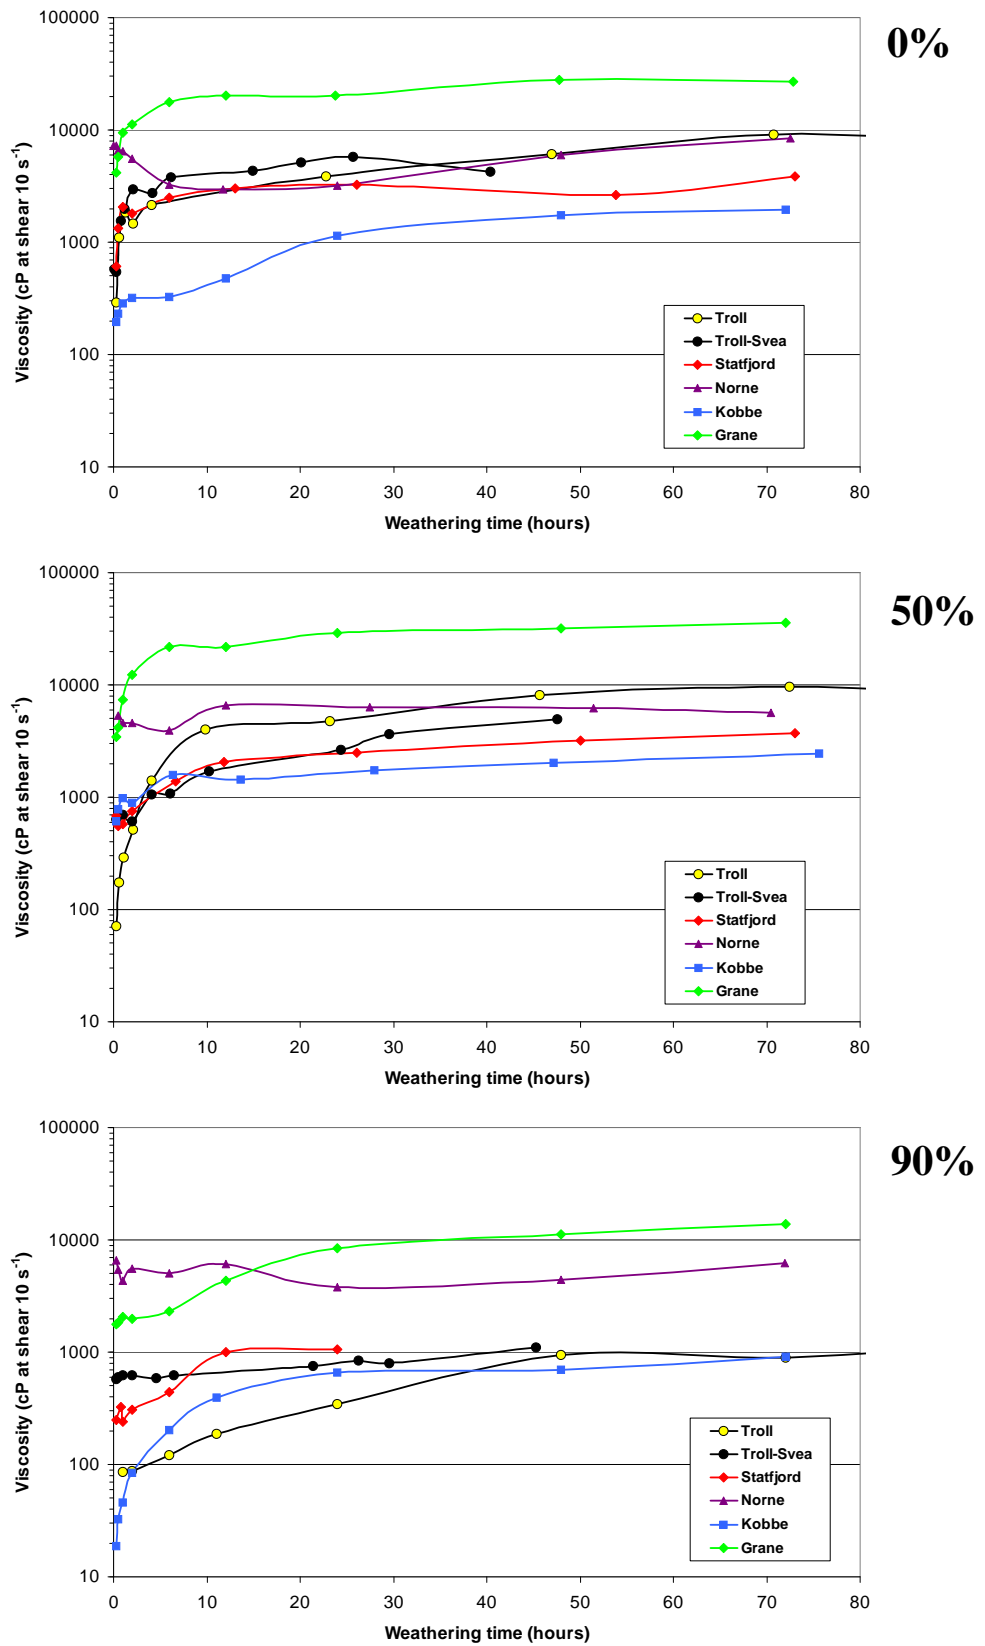 0%
100000
10000
1000
100
10
Viscosity (cP at shear 10 s-1)
Troll
Troll-Svea
Statfjord
Norne
Kobbe
Grane
0 10 20 30 40 50 60 70 80
Weathering time (hours)
50%
100000
10000
1000
100
10
Viscosity (cP at shear 10 s-1)
Troll
Troll-Svea
Statfjord
Norne
Kobbe
Grane
0 10 20 30 40 50 60 70 80
Weathering time (hours)
90%
100000
10000
1000
100
10
Viscosity (cP at shear 10 s-1)
Troll
Troll-Svea
Statfjord
Norne
Kobbe
Grane
0 10 20 30 40 50 60 70 80
Weathering time (hours)